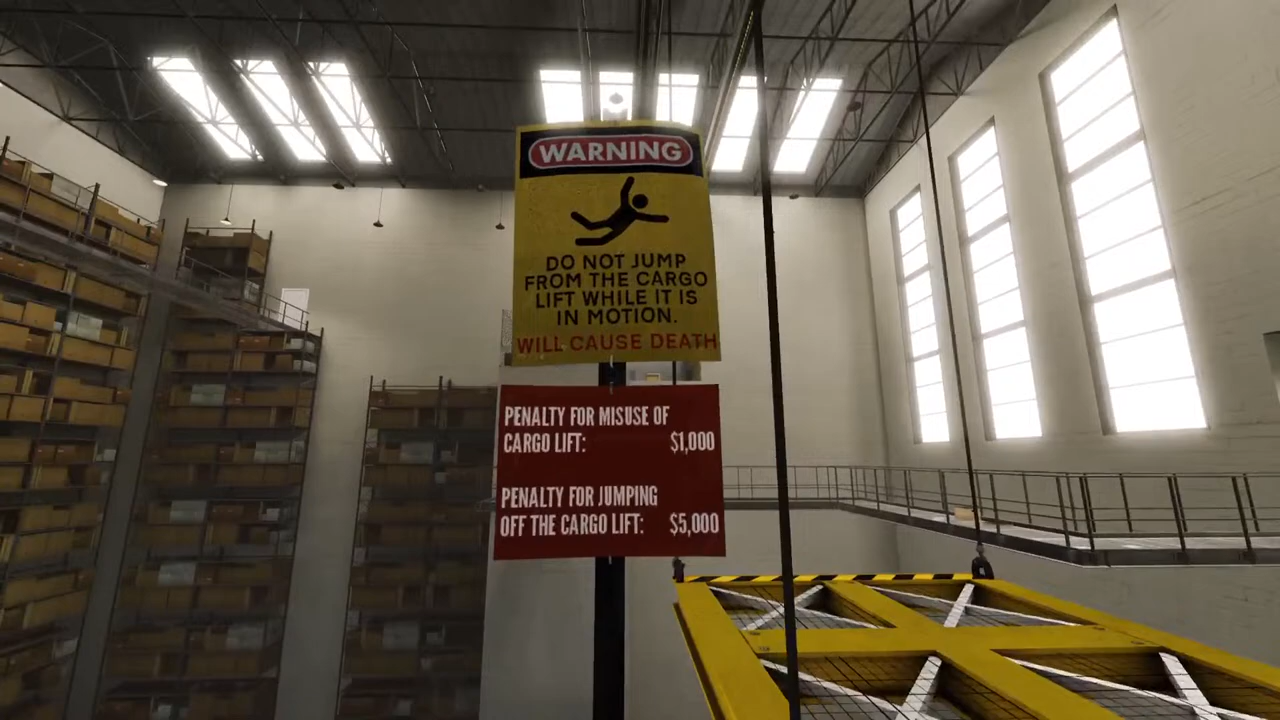 WARNING
DO NOT JUMP
FROM THE CARGO
LIFT WHILE IT IS
IN MOTION.
WILL CAUSE DEATH
PENALTY FOR MISUSE OF
CARGO LIFT: $1,000
PENALTY FOR JUMPING
OFF THE CARGO LIFT: $5,000